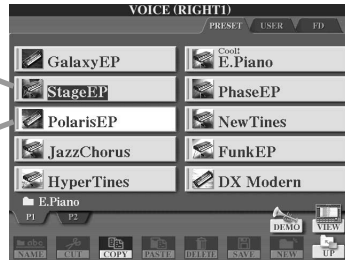 VOICE (RIGHT1)
PRESET USER FD
GalaxyEP
Cool!
E.Piano
StageEP
PhaseEP
PolarisEP
NewTines
JazzChorus
FunkEP
HyperTines
DX Modern
E.Piano
P1 P2
DEMO VIEW
abc
NAME CUT COPY PASTE DELETE SAVE NEW UP